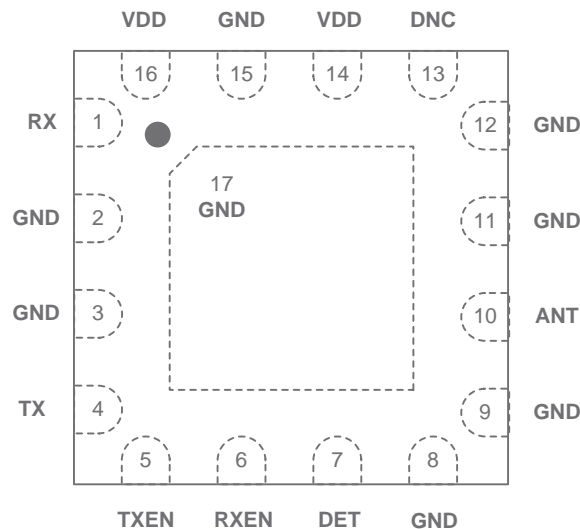 VDD GND VDD DNC
16 15 14 13
RX 1 12 GND
17
GND
GND 2 11 GND
GND 3 10 ANT
TX 4 9 GND
5 6 7 8
TXEN RXEN DET GND